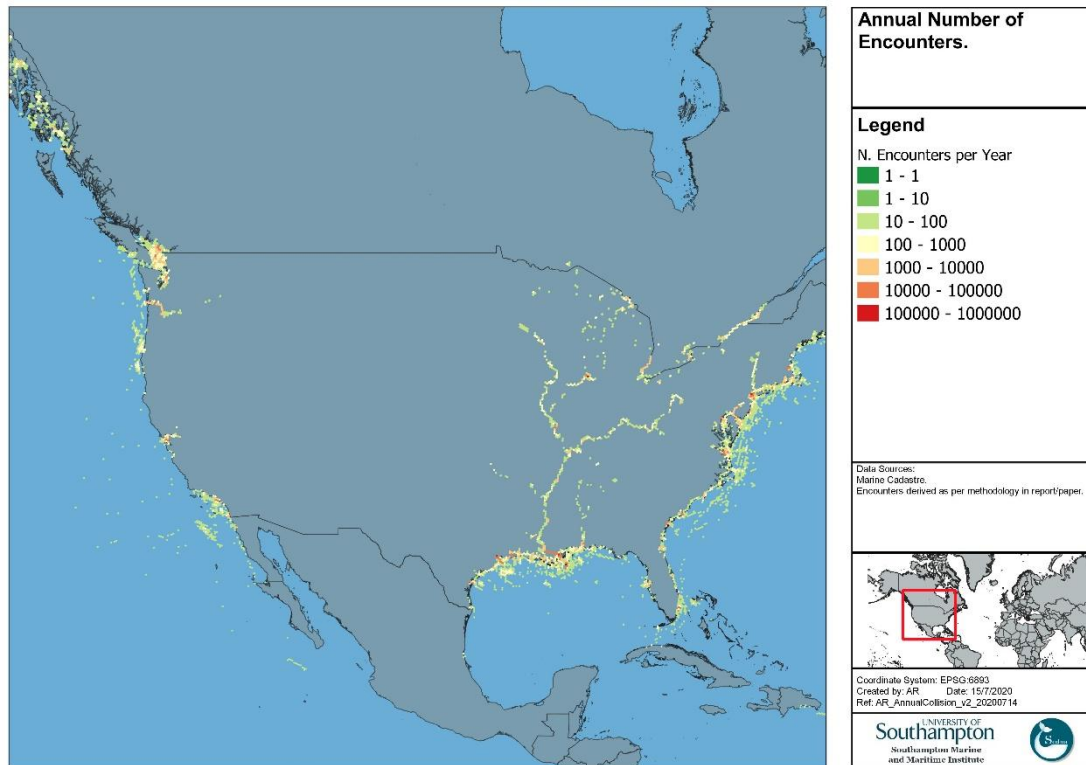 Annual Number of
Encounters.
Legend
N. Encounters per Year
1 - 1
1 - 10
10 - 100
100 - 1000
1000 - 10000
10000 - 100000
100000 - 1000000
Data Sources:
Marine Cadastre.
Encounters derived as per methodology in report/paper.
Coordinate System: EPSG:6893
Created by: AR Date: 15/7/2020
Ref: AR_AnnualCollision_v2_20200714
UNIVERSITY OF
Southampton
Southampton Marine
and Maritime Institute